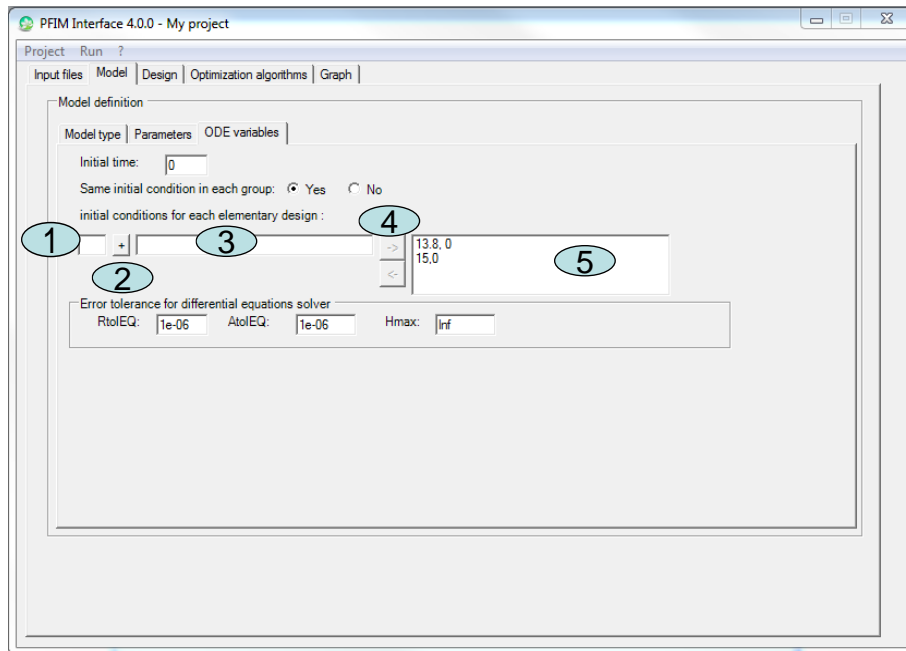 PFIM Interface 4.0.0 - My project
Project Run ?
Input files Model Design Optimization algorithms Graph
Model definition
Model type Parameters ODE variables
Initial time: 0
Same initial condition in each group: Yes No
initial conditions for each elementary design :
4
1 + 3 -> 13.8, 0
15,0
5
<-
2
Error tolerance for differential equations solver
RtolEQ: 1e-06 AtolEQ: 1e-06 Hmax: Inf